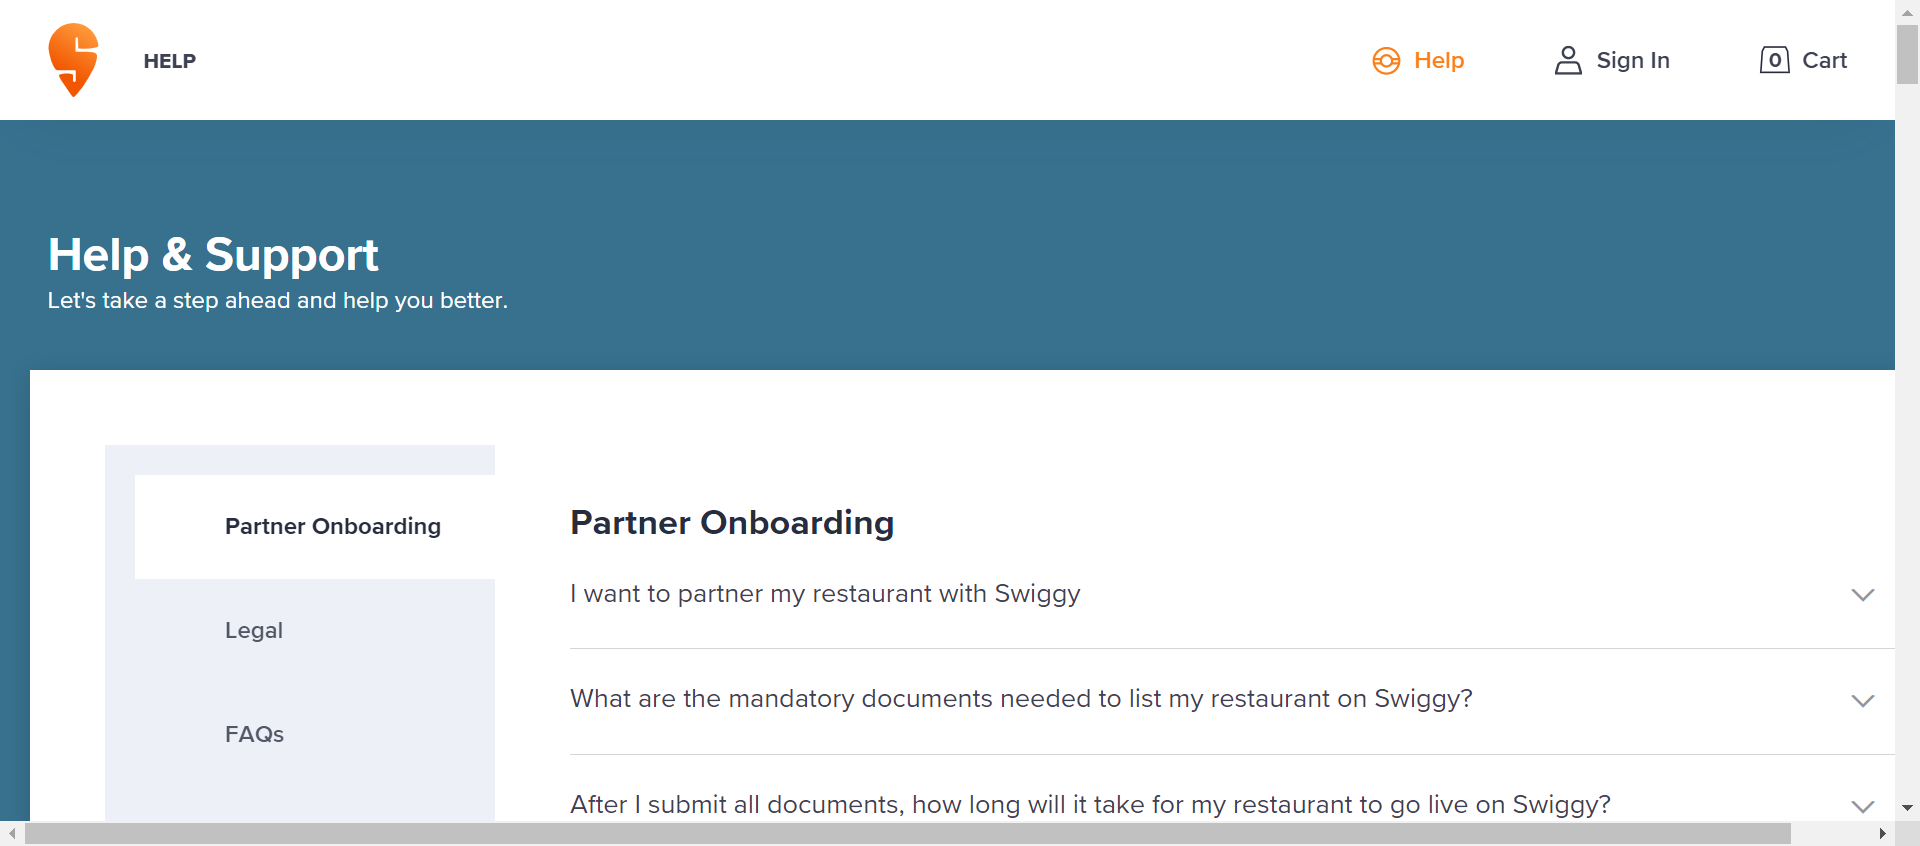 HELP
Help
Sign In
0
Cart
Help & Support
Let's take a step ahead and help you better.
Partner Onboarding
Legal
FAQs
Partner Onboarding
I want to partner my restaurant with Swiggy
What are the mandatory documents needed to list my restaurant on Swiggy?
After I submit all documents, how long will it take for my restaurant to go live on Swiggy?